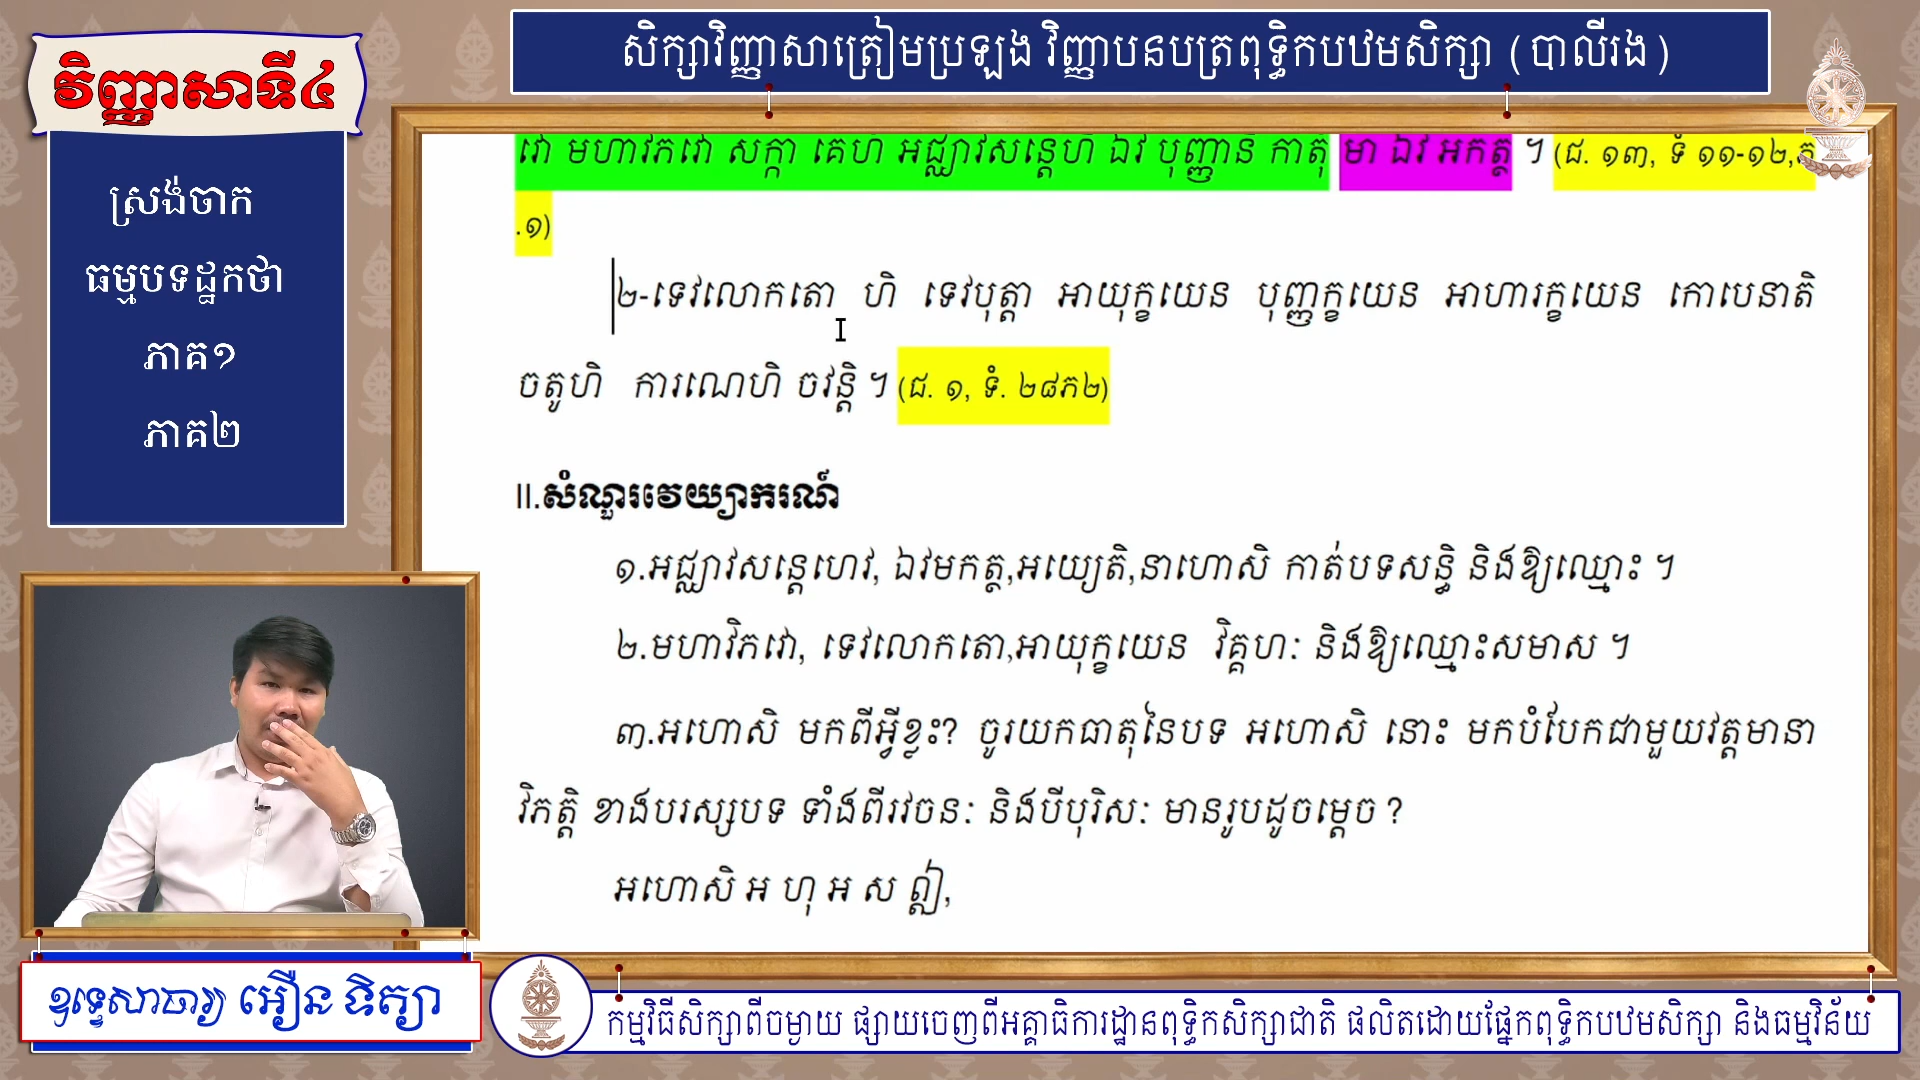 សិក្សាវិញ្ញាសាត្រៀមប្រឡង វិញ្ញាបនបត្រពុទ្ធិកបឋមសិក្សា (បាលីរង)
វិញ្ញាសាទី៤
ស្រង់ចាក
ធម្មបទដ្ឋកថា
ភាគ១
ភាគ២
វោ មហាវិភវោ សក្កា គេហំ អជ្ឈាវសន្តេហិ ឯវ បុញ្ញានិ កាតុំ មា ឯវំ អកត្ថ ។ (ជ. ១៣, ទំ ១១-១២,ភ
.១)
២-ទេវលោកតោ ហិ ទេវបុត្តា អាយុក្ខយេន បុញ្ញក្ខយេន អាហារក្ខយេន កោបេនាតិ
ចតូហិ ការណេហិ ចវន្តិ ។ (ជ. ១, ទំ. ២៨ភ២)
II.សំណួរវេយ្យាករណ៍
១.អជ្ឈាវសន្តេហេវ, ឯវមកត្ថ,អយ្យេតិ,នាហោសិ កាត់បទសន្ធិ និងឱ្យឈ្មោះ ។
២.មហាវិភវោ, ទេវលោកតោ,អាយុក្ខយេន វិគ្គហៈ និងឱ្យឈ្មោះសមាស ។
៣.អហោសិ មកពីអ្វីខ្លះ? ចូរយកធាតុនៃបទ អហោសិ នោះ មកបំបែកជាមួយវត្តមានា
វិភត្តិ ខាងបរស្សបទ ទាំងពីរវចនៈ និងបីបុរិសៈ មានរូបដូចម្ដេច ?
អហោសិ អ ហុ អ ស ឦ,
ឧទ្ទេសាចារ្យ អឿន ទិត្យា
កម្មវិធីសិក្សាពីចម្ងាយ ផ្សាយចេញពីអគ្គាធិការដ្ឋានពុទ្ធិកសិក្សាជាតិ ផលិតដោយផ្នែកពុទ្ធិកបឋមសិក្សា និងធម្មវិន័យ